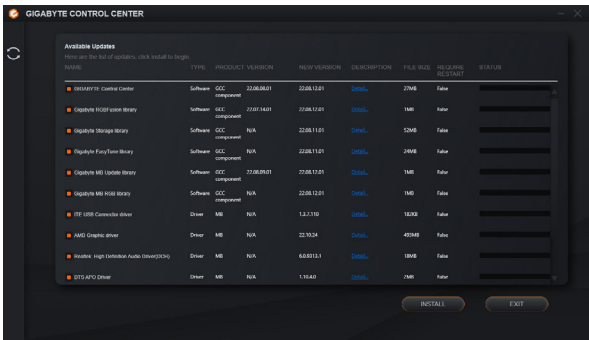 GIGABYTE CONTROL CENTER
Available Updates
Here are the list of updates, click install to begin.
NAME TYPE PRODUCT VERSION NEW VERSION DESCRIPTION FILE SIZE REQUIRE RESTART STATUS
GIGABYTE Control Center Software GCC component 22.08.08.01 22.08.12.01 Detail... 27MB False
Gigabyte RGBFusion library Software GCC component 22.07.14.01 22.08.12.01 Detail... 1MB False
Gigabyte Storage library Software GCC component N/A 22.08.11.01 Detail... 52MB False
Gigabyte EasyTune library Software GCC component N/A 22.08.11.01 Detail... 24MB False
Gigabyte MB Update library Software GCC component 22.08.09.01 22.08.12.01 Detail... 1MB False
Gigabyte MB RGB library Software GCC component N/A 22.08.12.01 Detail... 1MB False
ITE USB Connector driver Driver MB N/A 1.3.7.110 Detail... 182KB False
AMD Graphic driver Driver MB N/A 22.10.24 Detail... 495MB False
Realtek High Definition Audio Driver(DCH) Driver MB N/A 6.0.9313.1 Detail... 18MB False
DTS APO Driver Driver MB N/A 1.10.4.0 Detail... 2MB False
INSTALL EXIT